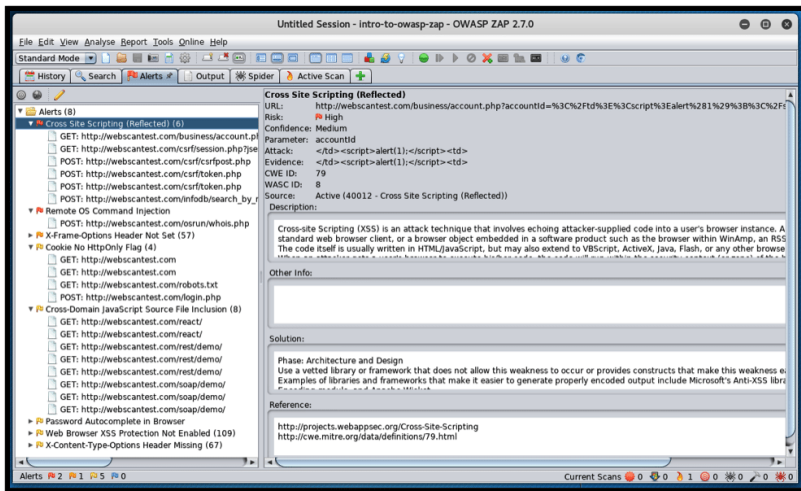 Untitled Session - intro-to-owasp-zap - OWASP ZAP 2.7.0
File Edit View Analyse Report Tools Online Help
Standard Mode
History Search Alerts Output Spider Active Scan
Alerts (8)
Cross Site Scripting (Reflected) (6)
GET: http://webscantest.com/business/account.pl
GET: http://webscantest.com/csrf/session.php?jse
POST: http://webscantest.com/csrf/csrfpost.php
POST: http://webscantest.com/csrf/token.php
POST: http://webscantest.com/csrf/token.php
POST: http://webscantest.com/infodb/search_by_r
Remote OS Command Injection
POST: http://webscantest.com/osrun/whois.php
X-Frame-Options Header Not Set (57)
Cookie No HttpOnly Flag (4)
GET: http://webscantest.com
GET: http://webscantest.com
GET: http://webscantest.com/robots.txt
POST: http://webscantest.com/login.php
Cross-Domain JavaScript Source File Inclusion (8)
GET: http://webscantest.com/react/
GET: http://webscantest.com/react/
GET: http://webscantest.com/rest/demo/
GET: http://webscantest.com/rest/demo/
GET: http://webscantest.com/rest/demo/
GET: http://webscantest.com/soap/demo/
GET: http://webscantest.com/soap/demo/
GET: http://webscantest.com/soap/demo/
Password Autocomplete in Browser
Web Browser XSS Protection Not Enabled (109)
X-Content-Type-Options Header Missing (67)
Cross Site Scripting (Reflected)
URL: http://webscantest.com/business/account.php?accountId=%3C%2Ftd%3E%3Cscript%3Ealert%281%29%3B%3C%2Fs
Risk: High
Confidence: Medium
Parameter: accountId
Attack: </td><script>alert(1);</script><td>
Evidence: </td><script>alert(1);</script><td>
CWE ID: 79
WASC ID: 8
Source: Active (40012 - Cross Site Scripting (Reflected))
Description:
Cross-site Scripting (XSS) is an attack technique that involves echoing attacker-supplied code into a user's browser instance. A
standard web browser client, or a browser object embedded in a software product such as the browser within WinAmp, an RSS
The code itself is usually written in HTML/JavaScript, but may also extend to VBScript, ActiveX, Java, Flash, or any other browse
Other Info:
Solution:
Phase: Architecture and Design
Use a vetted library or framework that does not allow this weakness to occur or provides constructs that make this weakness ea
Examples of libraries and frameworks that make it easier to generate properly encoded output include Microsoft's Anti-XSS libra
Reference:
http://projects.webappsec.org/Cross-Site-Scripting
http://cwe.mitre.org/data/definitions/79.html
Alerts 2 1 5 0 Current Scans 0 0 1 0 0 0 0